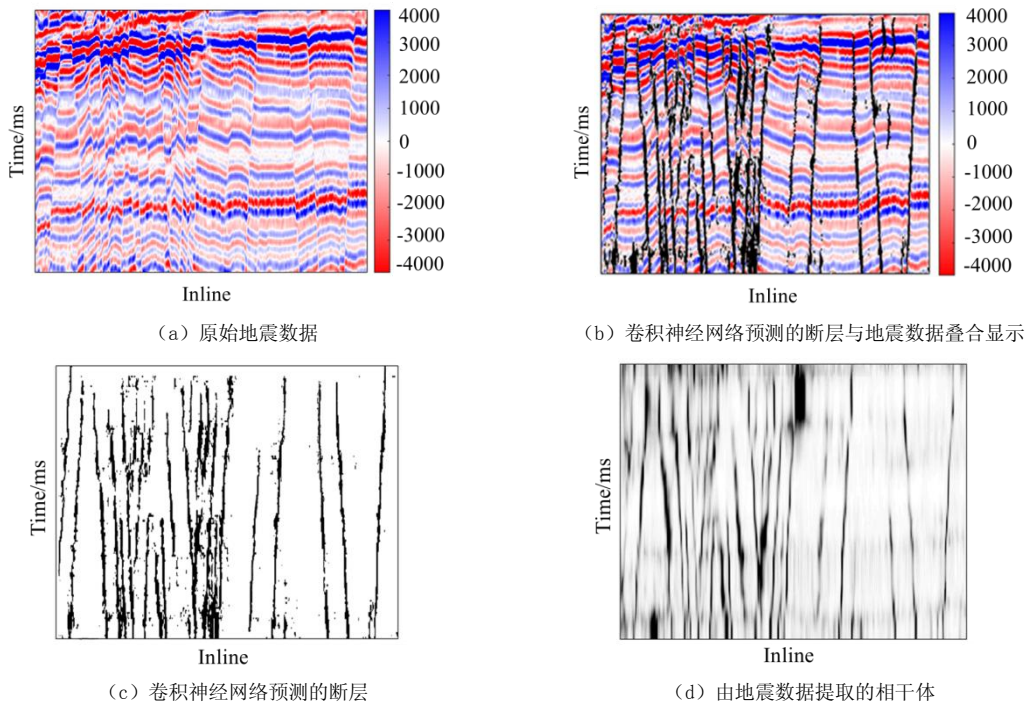 4000
3000
2000
1000
0
-1000
-2000
-3000
-4000
Time/ms
Inline
(a)原始地震数据
4000
3000
2000
1000
0
-1000
-2000
-3000
-4000
Time/ms
Inline
(b)卷积神经网络预测的断层与地震数据叠合显示
Time/ms
Inline
(c)卷积神经网络预测的断层
Time/ms
Inline
(d)由地震数据提取的相干体